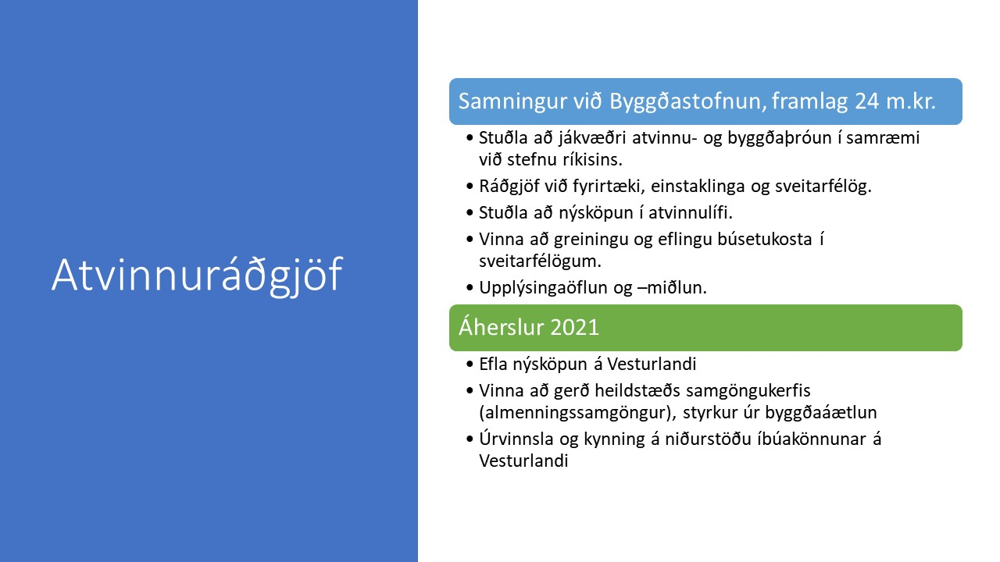 Atvinnuráðgjöf
Samningur við Byggðastofnun, framlag 24 m.kr.
• Stuðla að jákvæðri atvinnu- og byggðaþróun í samræmi
við stefnu ríkisins.
• Ráðgjöf við fyrirtæki, einstaklinga og sveitarfélög.
• Stuðla að nýsköpun í atvinnulífi.
• Vinna að greiningu og eflingu búsetukosta í
sveitarfélögum.
• Upplýsingaöflun og –miðlun.
Áherslur 2021
• Efla nýsköpun á Vesturlandi
• Vinna að gerð heildstæðs samgöngukerfis
(almenningssamgöngur), styrkur úr byggðaáætlun
• Úrvinnsla og kynning á niðurstöðu íbúakönnunar á
Vesturlandi